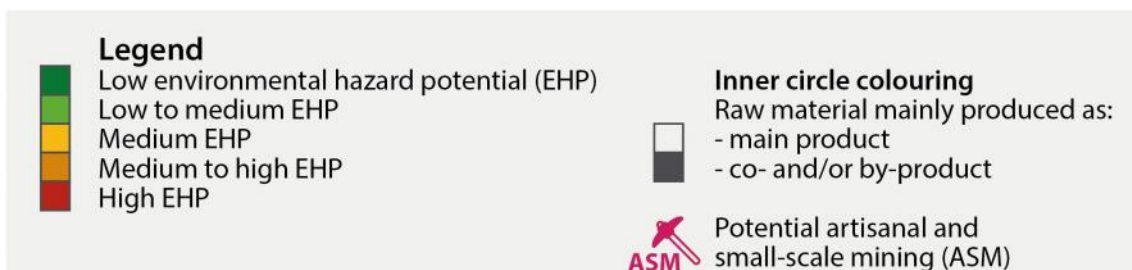 Legend
Low environmental hazard potential (EHP)
Low to medium EHP
Medium EHP
Medium to high EHP
High EHP
Inner circle colouring
Raw material mainly produced as:
- main product
- co- and/or by-product
ASM
Potential artisanal and
small-scale mining (ASM)